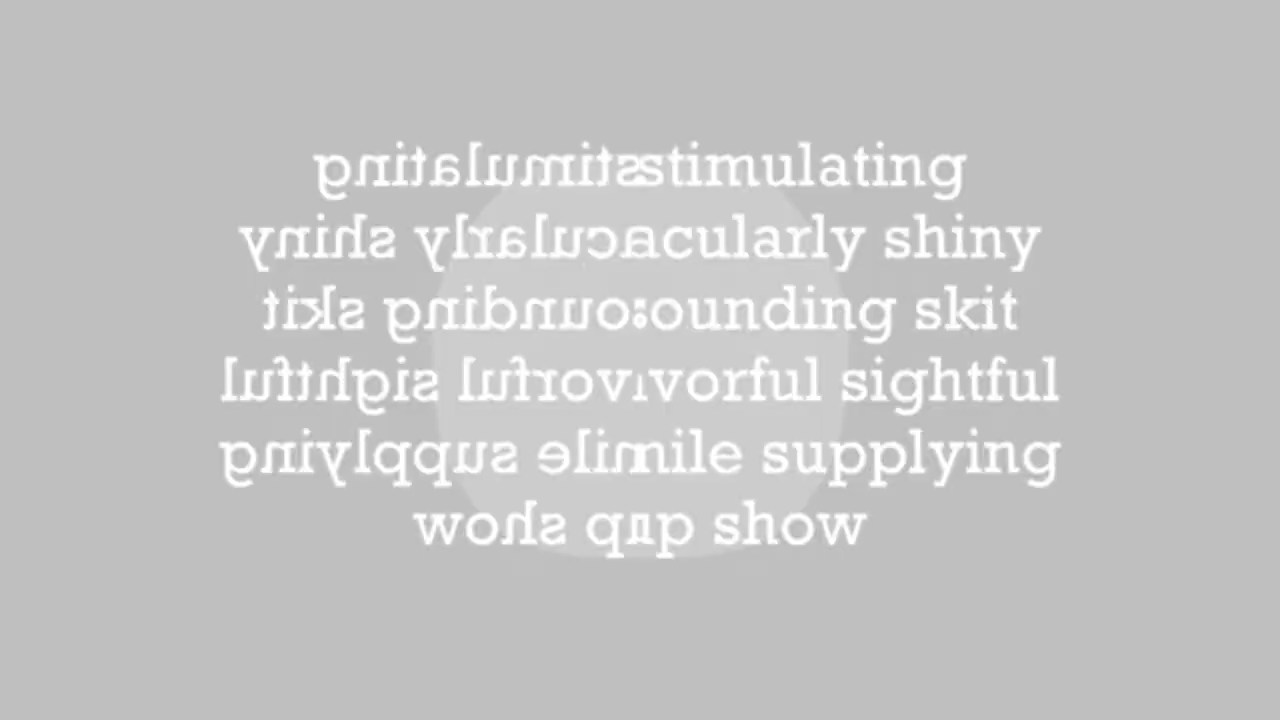 stimulating
acularly shiny
ounding skit
vorful sightful
mile supplying
p show